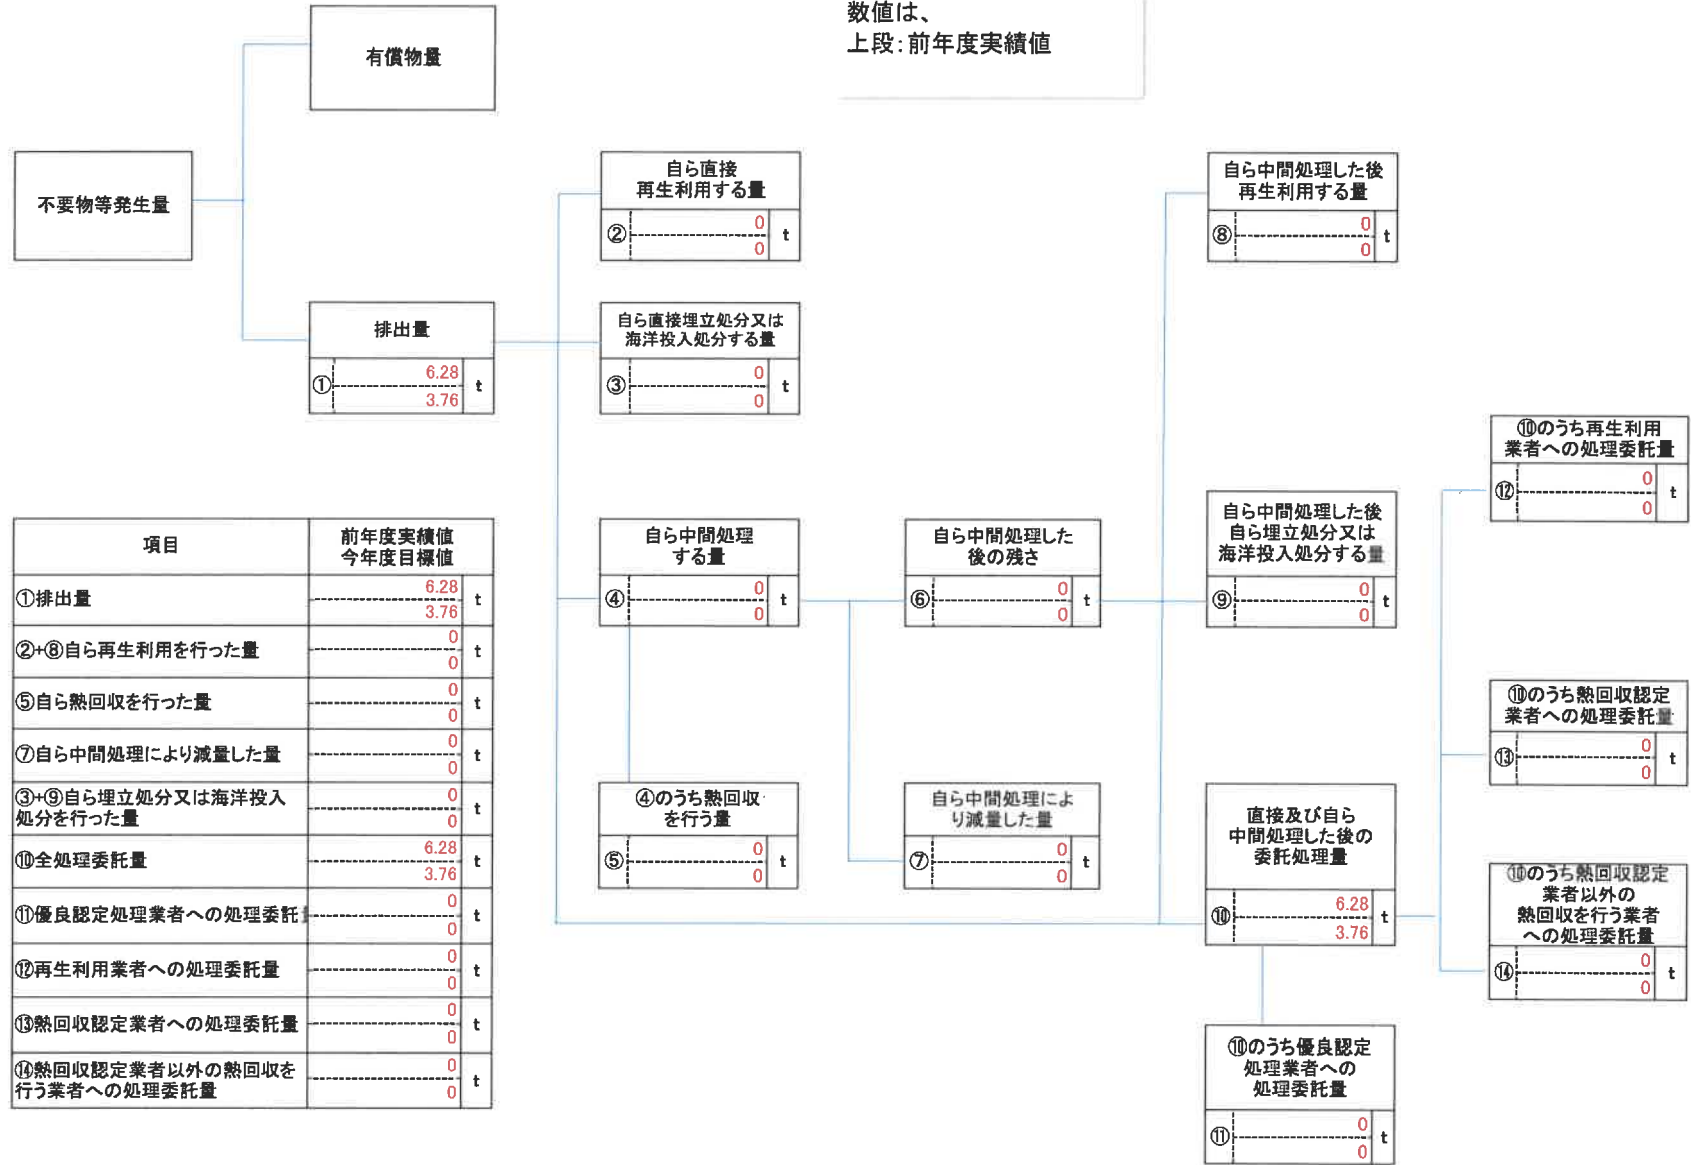 数値は、
上段:前年度実績値
有償物量
不要物等発生量
排出量
① 6.28 t
3.76
自ら直接
再生利用する量
② 0 t
0
自ら直接埋立処分又は
海洋投入処分する量
③ 0 t
0
自ら中間処理した後
再生利用する量
⑧ 0 t
0
自ら中間処理
する量
④ 0 t
0
自ら中間処理した
後の残さ
⑥ 0 t
0
自ら中間処理した後
自ら埋立処分又は
海洋投入処分する量
⑨ 0 t
0
⑩のうち再生利用
業者への処理委託量
⑫ 0 t
0
⑩のうち熱回収認定
業者への処理委託量
⑬ 0 t
0
④のうち熱回収
を行う量
⑤ 0 t
0
自ら中間処理によ
り減量した量
⑦ 0 t
0
直接及び自ら
中間処理した後の
委託処理量
⑩ 6.28 t
3.76
⑩のうち熱回収認定
業者以外の
熱回収を行う業者
への処理委託量
⑭ 0 t
0
⑩のうち優良認定
処理業者への
処理委託量
⑪ 0 t
0
項目 前年度実績値
今年度目標値
①排出量 6.28 t
3.76
②+⑧自ら再生利用を行った量 0 t
0
⑤自ら熱回収を行った量 0 t
0
⑦自ら中間処理により減量した量 0 t
0
③+⑨自ら埋立処分又は海洋投入
処分を行った量 0 t
0
⑩全処理委託量 6.28 t
3.76
⑪優良認定処理業者への処理委託 0 t
0
⑫再生利用業者への処理委託量 0 t
0
⑬熱回収認定業者への処理委託量 0 t
0
⑭熱回収認定業者以外の熱回収を
行う業者への処理委託量 0 t
0